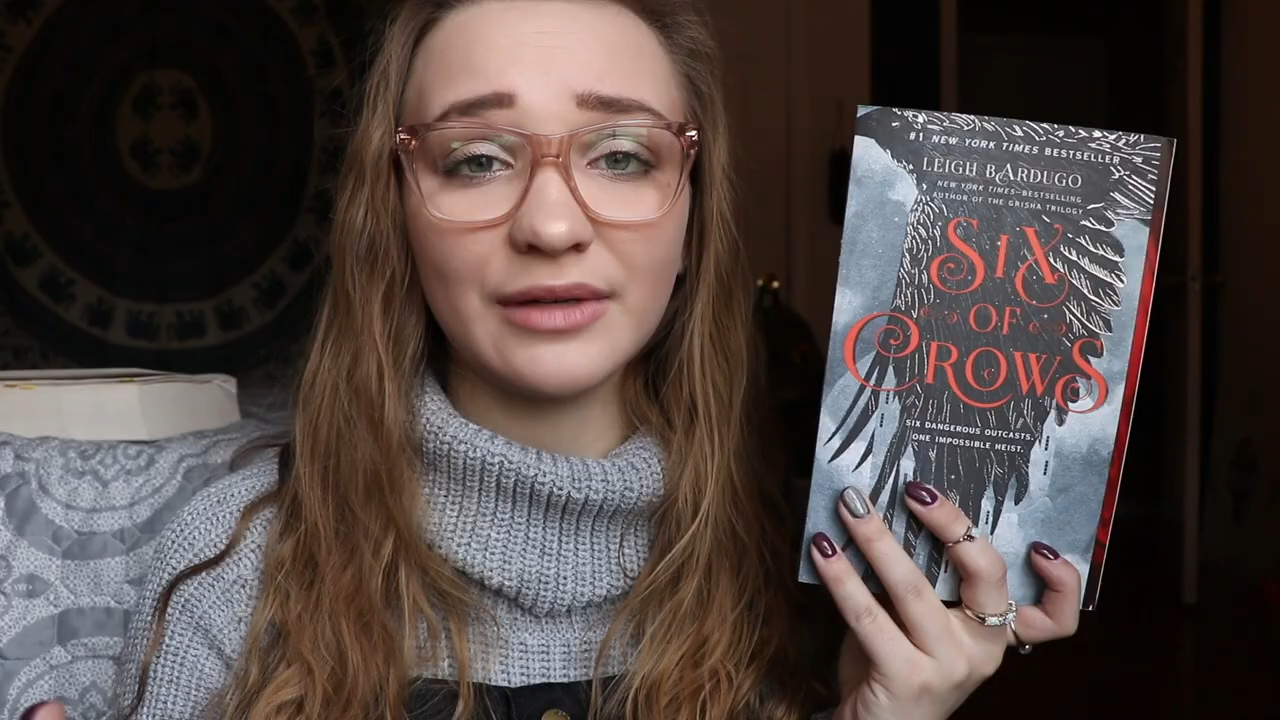 #1 NEW YORK TIMES BESTSELLER
LEIGH BARDUGO
NEW YORK TIMES–BESTSELLING
AUTHOR OF THE GRISHA TRILOGY
SIX
OF
CROWS
SIX DANGEROUS OUTCASTS.
ONE IMPOSSIBLE HEIST.